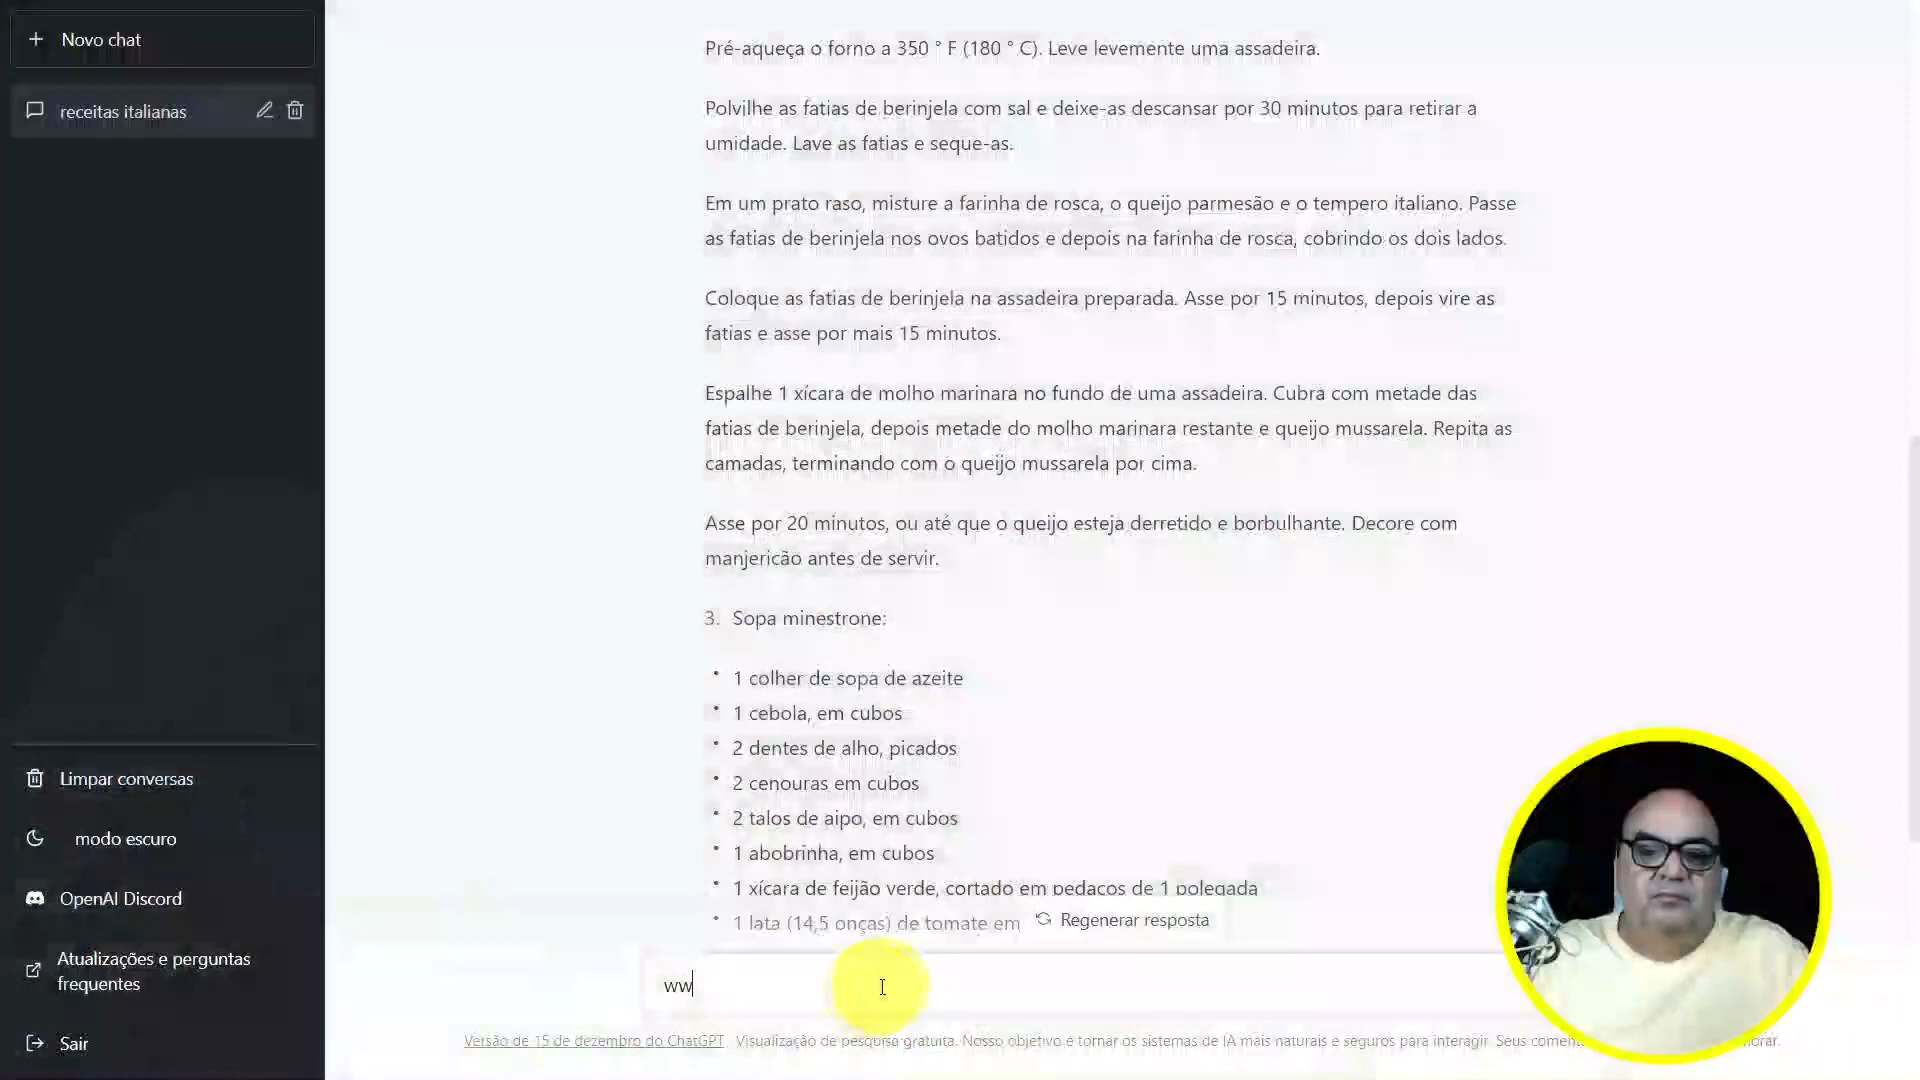 Novo chat
receitas italianas
Limpar conversas
modo escuro
OpenAI Discord
Atualizações e perguntas
frequentes
Sair
Pré-aqueça o forno a 350 ° F (180 ° C). Leve levemente uma assadeira.
Polvilhe as fatias de berinjela com sal e deixe-as descansar por 30 minutos para retirar a
umidade. Lave as fatias e seque-as.
Em um prato raso, misture a farinha de rosca, o queijo parmesão e o tempero italiano. Passe
as fatias de berinjela nos ovos batidos e depois na farinha de rosca, cobrindo os dois lados.
Coloque as fatias de berinjela na assadeira preparada. Asse por 15 minutos, depois vire as
fatias e asse por mais 15 minutos.
Espalhe 1 xícara de molho marinara no fundo de uma assadeira. Cubra com metade das
fatias de berinjela, depois metade do molho marinara restante e queijo mussarela. Repita as
camadas, terminando com o queijo mussarela por cima.
Asse por 20 minutos, ou até que o queijo esteja derretido e borbulhante. Decore com
manjericão antes de servir.
3. Sopa minestrone:
• 1 colher de sopa de azeite
• 1 cebola, em cubos
• 2 dentes de alho, picados
• 2 cenouras em cubos
• 2 talos de aipo, em cubos
• 1 abobrinha, em cubos
• 1 xícara de feijão verde, cortado em pedaços de 1 polegada
• 1 lata (14,5 onças) de tomate em
Regenerar resposta
ww
Versão de 15 de dezembro do ChatGPT. Visualização de pesquisa gratuita. Nosso objetivo é tornar os sistemas de IA mais naturais e seguros para interagir. Seus